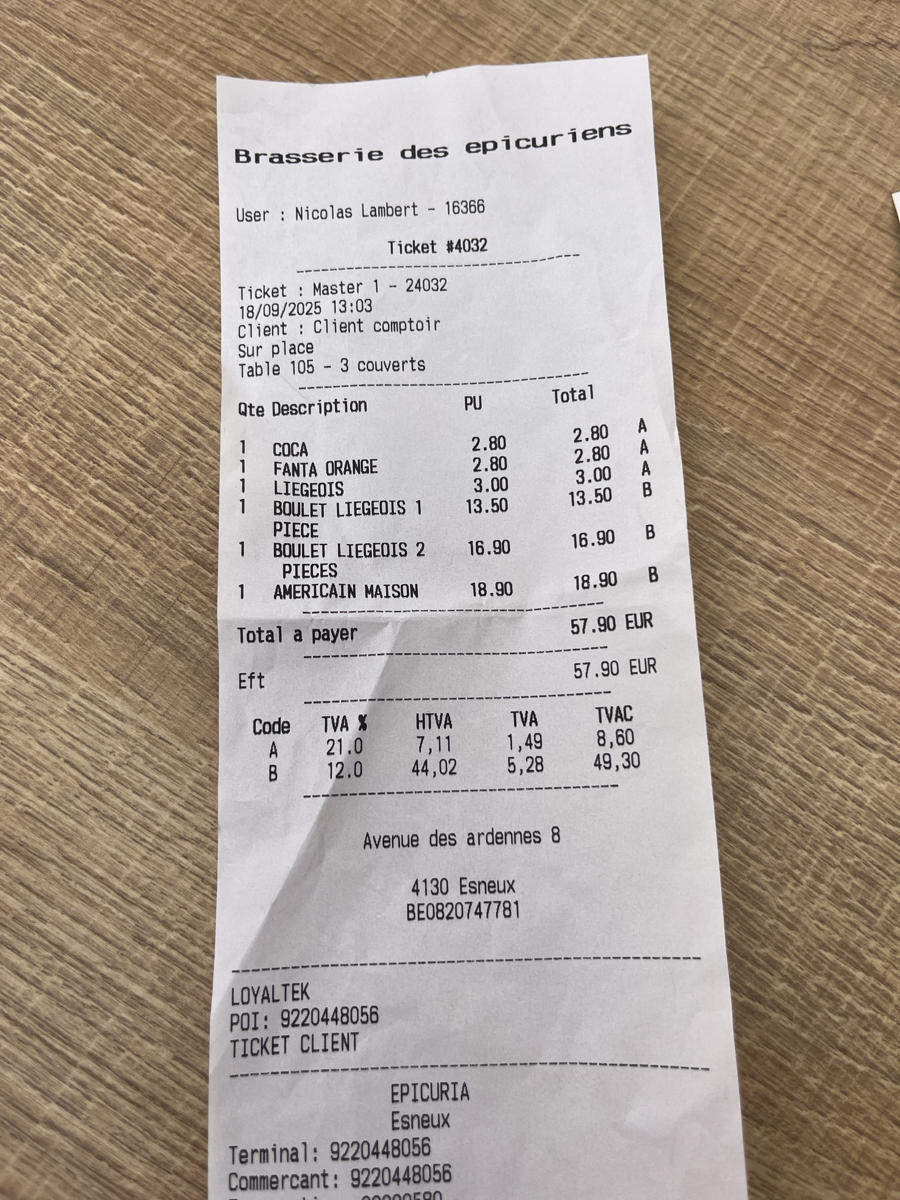 Brasserie des epicuriens
User : Nicolas Lambert - 16366
Ticket #4032
Ticket : Master 1 - 24032
18/09/2025 13:03
Client : Client comptoir
Sur place
Table 105 - 3 couverts
Qte Description PU Total
1 COCA 2.80 2.80 A
1 FANTA ORANGE 2.80 2.80 A
1 LIEGEOIS 3.00 3.00 A
1 BOULET LIEGEOIS 1 13.50 13.50 B
PIECE
1 BOULET LIEGEOIS 2 16.90 16.90 B
PIECES
1 AMERICAIN MAISON 18.90 18.90 B
Total a payer 57.90 EUR
Eft 57.90 EUR
Code TVA % HTVA TVA TVAC
A 21.0 7,11 1,49 8,60
B 12.0 44,02 5,28 49,30
Avenue des ardennes 8
4130 Esneux
BE0820747781
LOYALTEK
POI: 9220448056
TICKET CLIENT
EPICURIA
Esneux
Terminal: 9220448056
Commercant: 9220448056